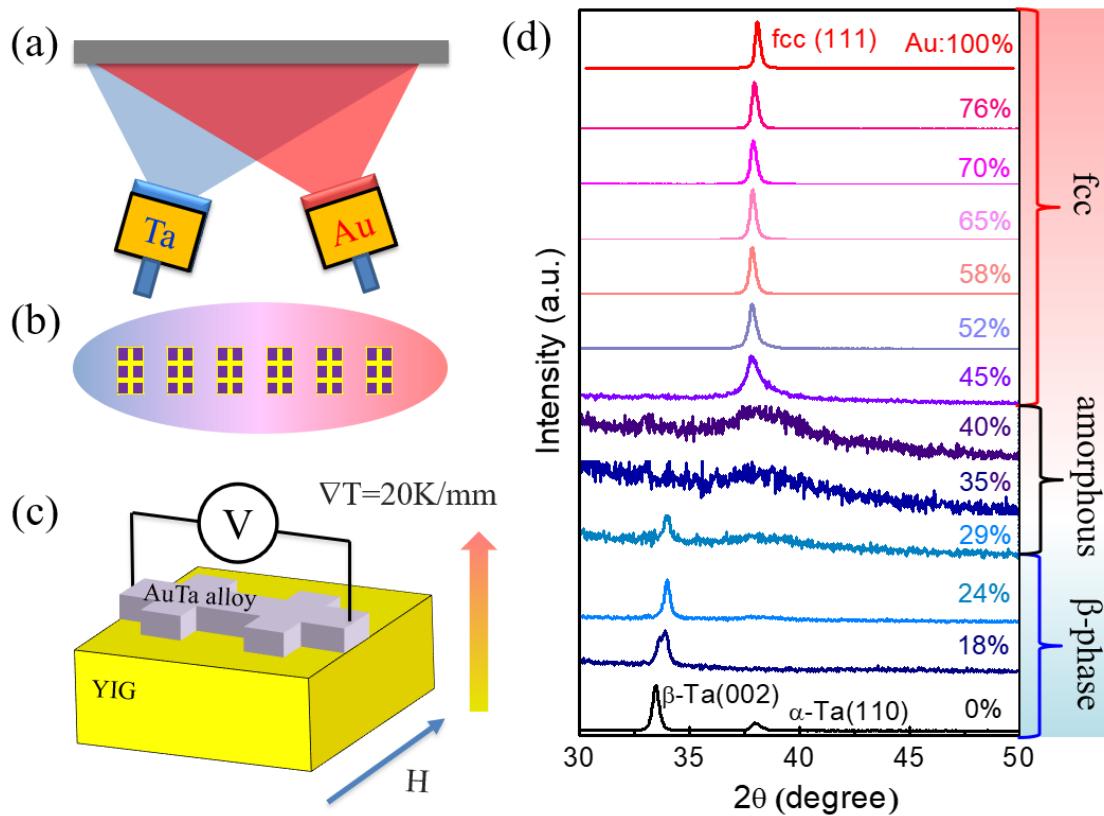 (a)
Ta
Au
(b)
(c)
∇T=20K/mm
V
AuTa alloy
YIG
H
(d)
fcc (111) Au:100%
76%
70%
65%
58%
52%
45%
40%
35%
29%
24%
18%
β-Ta(002)
α-Ta(110)
0%
30 35 40 45 50
2θ (degree)
Intensity (a.u.)
fcc
amorphous
β-phase